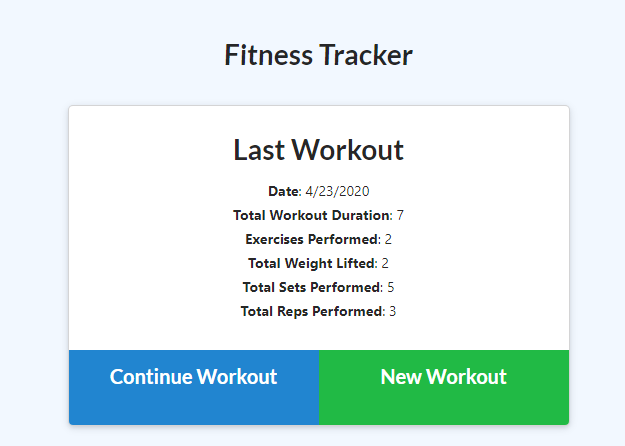 Fitness Tracker
Last Workout
Date: 4/23/2020
Total Workout Duration: 7
Exercises Performed: 2
Total Weight Lifted: 2
Total Sets Performed: 5
Total Reps Performed: 3
Continue Workout
New Workout